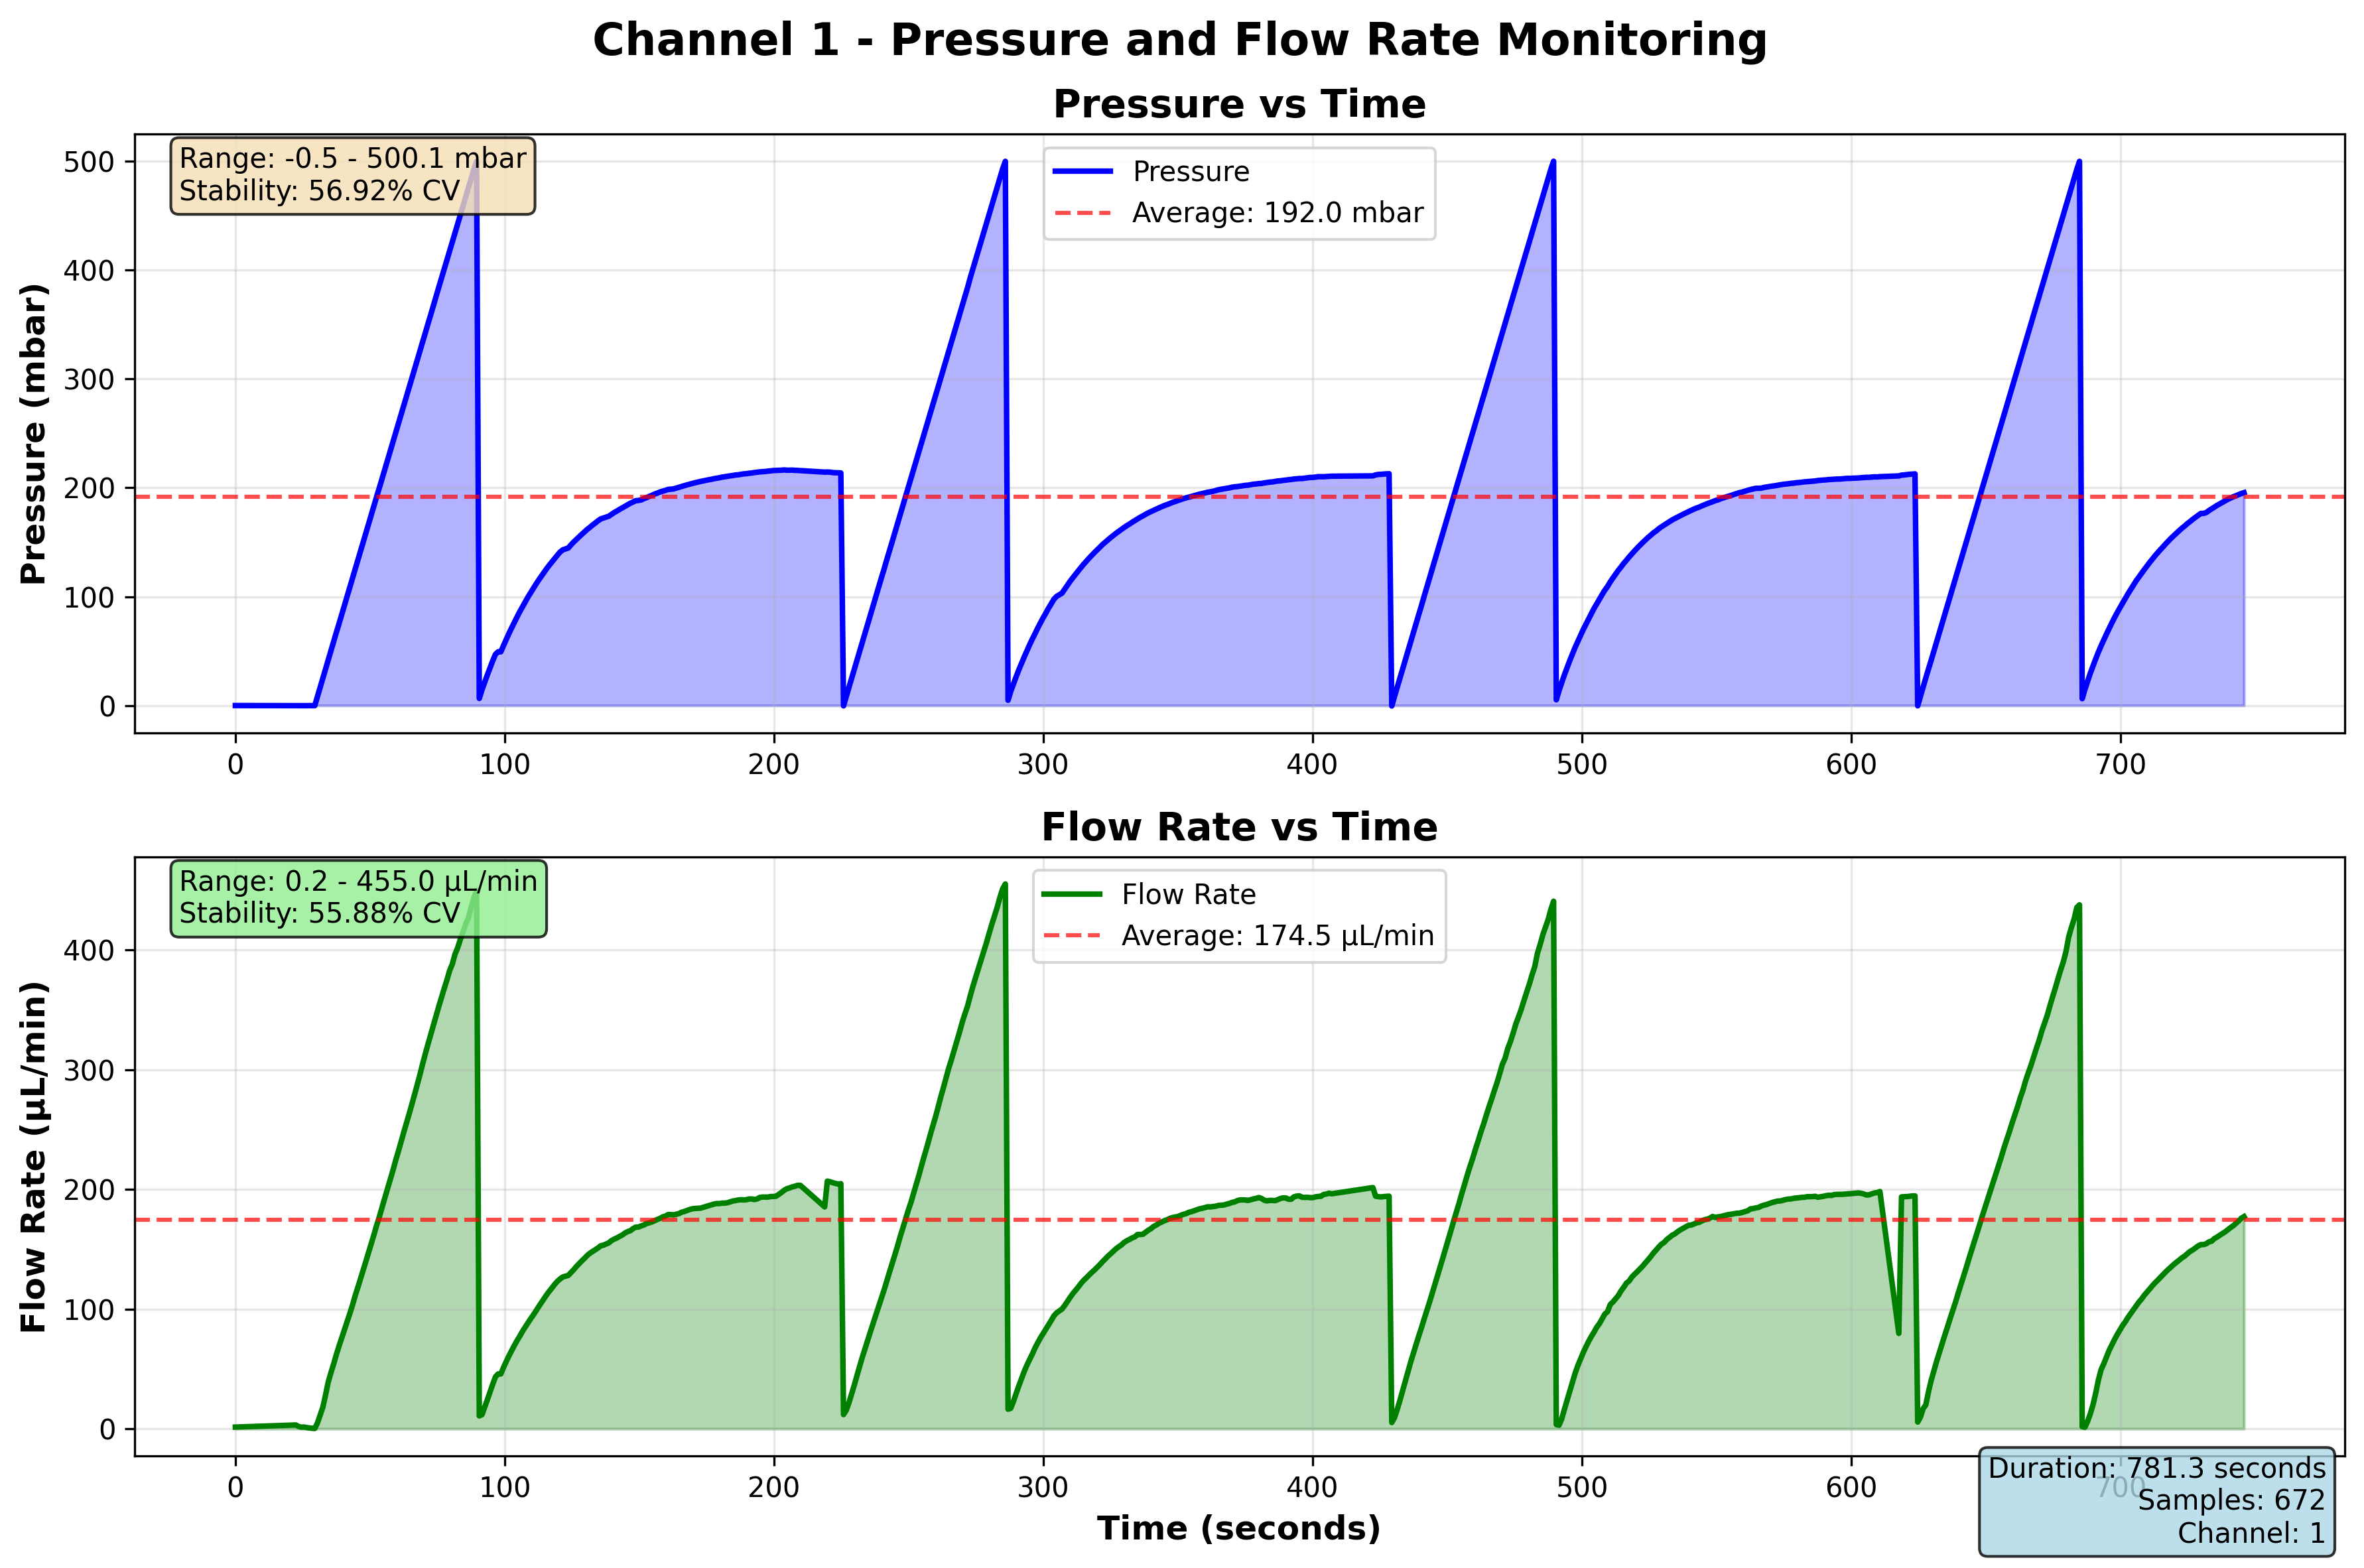 Channel 1 - Pressure and Flow Rate Monitoring
Pressure vs Time
Range: -0.5 - 500.1 mbar
Stability: 56.92% CV
Pressure
Average: 192.0 mbar
Pressure (mbar)
500
400
300
200
100
0
0 100 200 300 400 500 600 700
Flow Rate vs Time
Range: 0.2 - 455.0 µL/min
Stability: 55.88% CV
Flow Rate
Average: 174.5 µL/min
Flow Rate (µL/min)
400
300
200
100
0
0 100 200 300 400 500 600 700
Time (seconds)
Duration: 781.3 seconds
Samples: 672
Channel: 1